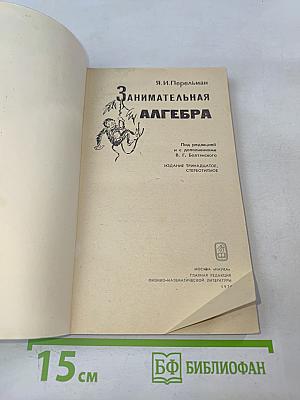 Я. И. Перельман
ЗАНИМАТЕЛЬНАЯ
АЛГЕБРА
Под редакцией
и с дополнениями
В. Г. Болтянского
ИЗДАНИЕ ТРИНАДЦАТОЕ,
СТЕРЕОТИПНОЕ
МОСКВА «НАУКА»
ГЛАВНАЯ РЕДАКЦИЯ
ФИЗИКО-МАТЕМАТИЧЕСКОЙ ЛИТЕРАТУРЫ
15 см
БФ БИБЛИОФАН